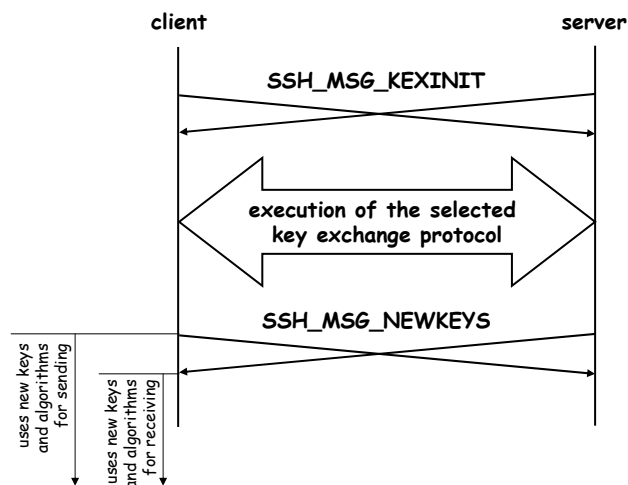 client
server
SSH_MSG_KEXINIT
execution of the selected
key exchange protocol
SSH_MSG_NEWKEYS
uses new keys
and algorithms
for sending
uses new keys
and algorithms
for receiving